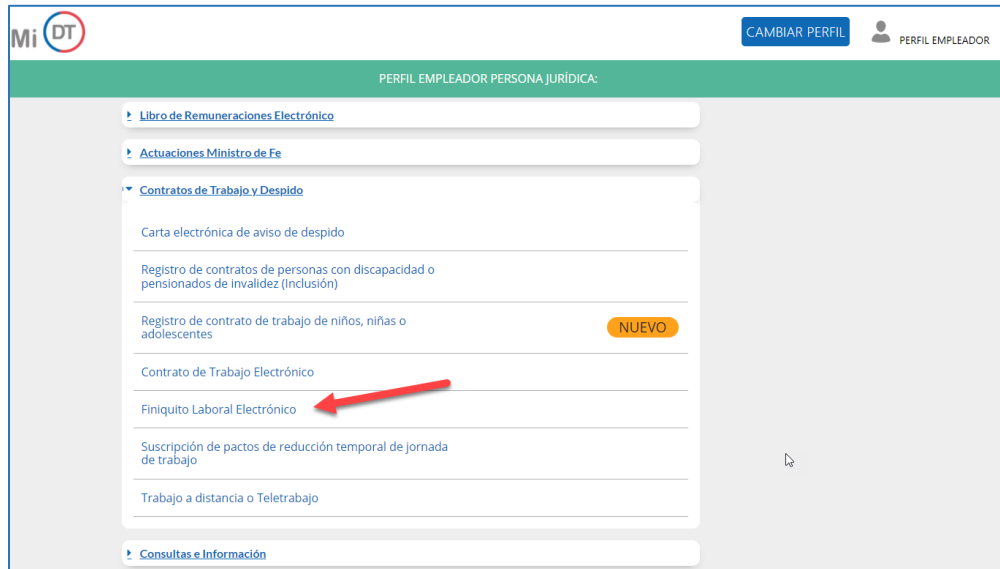 Mi DT
CAMBIAR PERFIL
PERFIL EMPLEADOR
PERFIL EMPLEADOR PERSONA JURÍDICA:
Libro de Remuneraciones Electrónico
Actuaciones Ministro de Fe
Contratos de Trabajo y Despido
Carta electrónica de aviso de despido
Registro de contratos de personas con discapacidad o
pensionados de invalidez (Inclusión)
Registro de contrato de trabajo de niños, niñas o
adolescentes
NUEVO
Contrato de Trabajo Electrónico
Finiquito Laboral Electrónico
Suscripción de pactos de reducción temporal de jornada
de trabajo
Trabajo a distancia o Teletrabajo
Consultas e Información